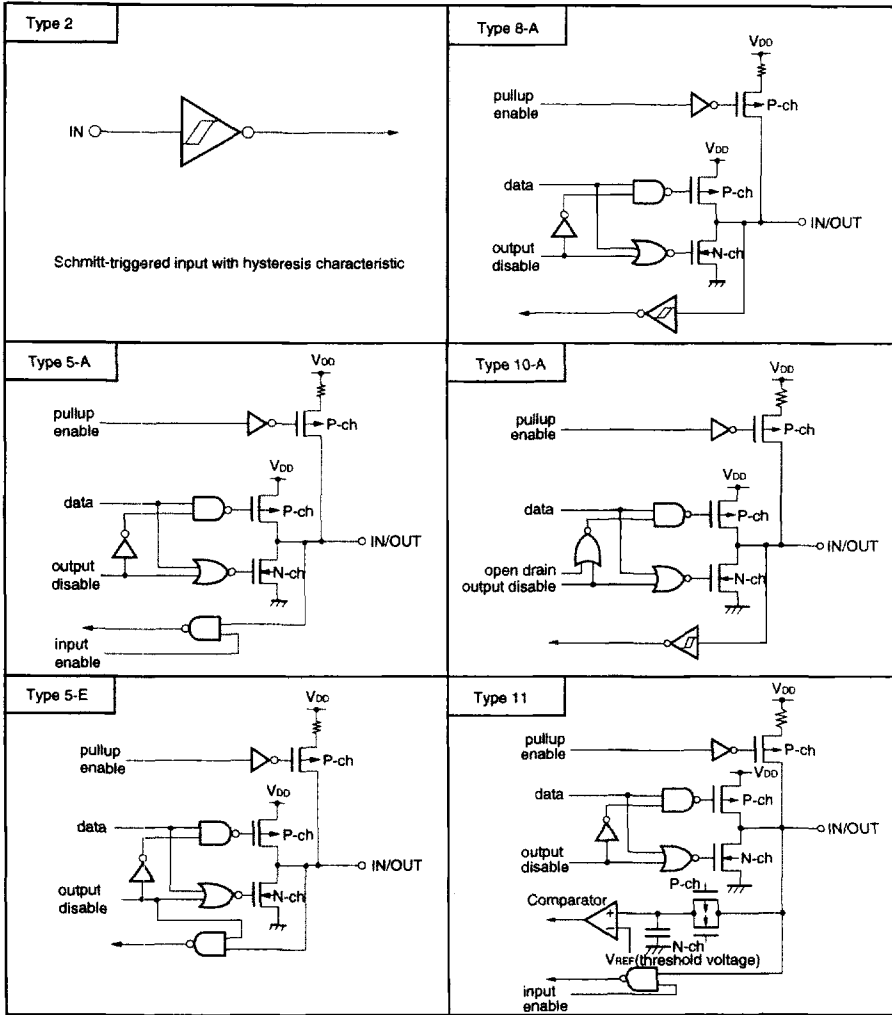 Type 2
IN
Schmitt-triggered input with hysteresis characteristic
Type 8-A
VDD
pullup
enable
P-ch
VDD
data
P-ch
IN/OUT
output
disable
N-ch
Type 5-A
VDD
pullup
enable
P-ch
VDD
data
P-ch
IN/OUT
output
disable
N-ch
input
enable
Type 10-A
VDD
pullup
enable
P-ch
VDD
data
P-ch
IN/OUT
open drain
output disable
N-ch
Type 5-E
VDD
pullup
enable
P-ch
VDD
data
P-ch
IN/OUT
output
disable
N-ch
Type 11
VDD
pullup
enable
P-ch
VDD
data
P-ch
IN/OUT
output
disable
N-ch
P-ch
Comparator
+
−
N-ch
VREF(threshold voltage)
input
enable